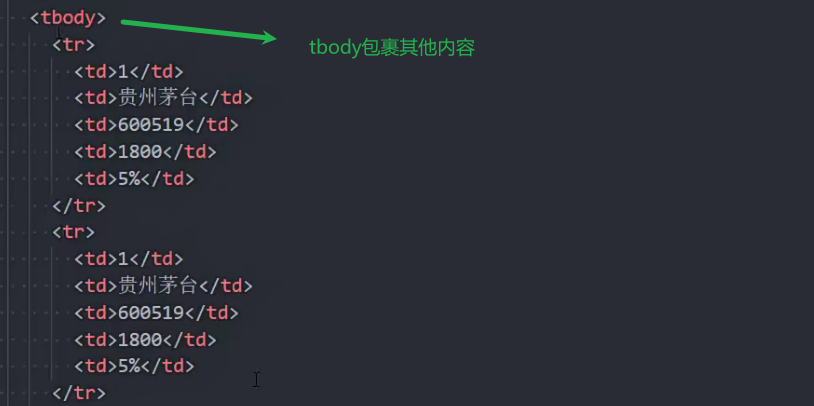 <tbody>
tbody包裹其他内容
<tr>
<td>1</td>
<td>贵州茅台</td>
<td>600519</td>
<td>1800</td>
<td>5%</td>
</tr>
<tr>
<td>1</td>
<td>贵州茅台</td>
<td>600519</td>
<td>1800</td>
<td>5%</td>
</tr>